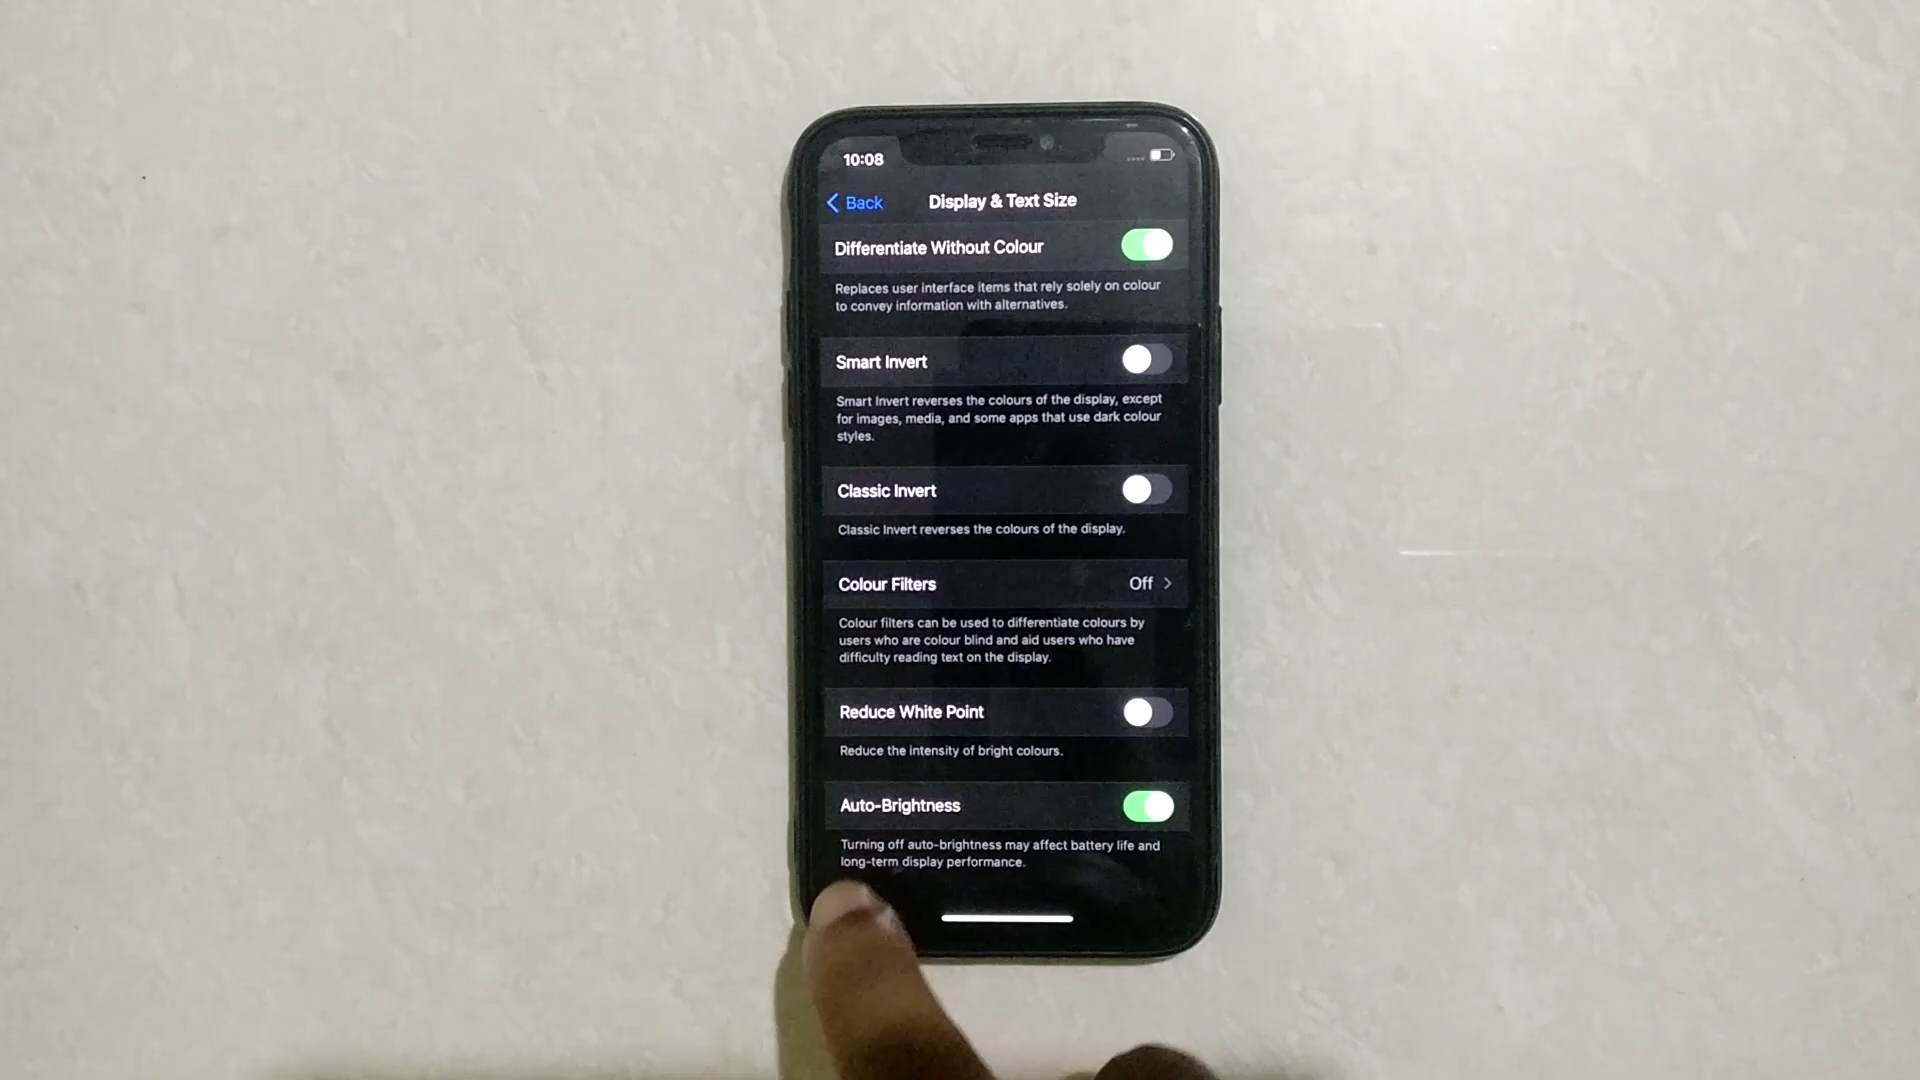 10:08
Back
Display & Text Size
Differentiate Without Colour
Replaces user interface items that rely solely on colour
to convey information with alternatives.
Smart Invert
Smart Invert reverses the colours of the display, except
for images, media, and some apps that use dark colour
styles.
Classic Invert
Classic Invert reverses the colours of the display.
Colour Filters
Off
Colour filters can be used to differentiate colours by
users who are colour blind and aid users who have
difficulty reading text on the display.
Reduce White Point
Reduce the intensity of bright colours.
Auto-Brightness
Turning off auto-brightness may affect battery life and
long-term display performance.